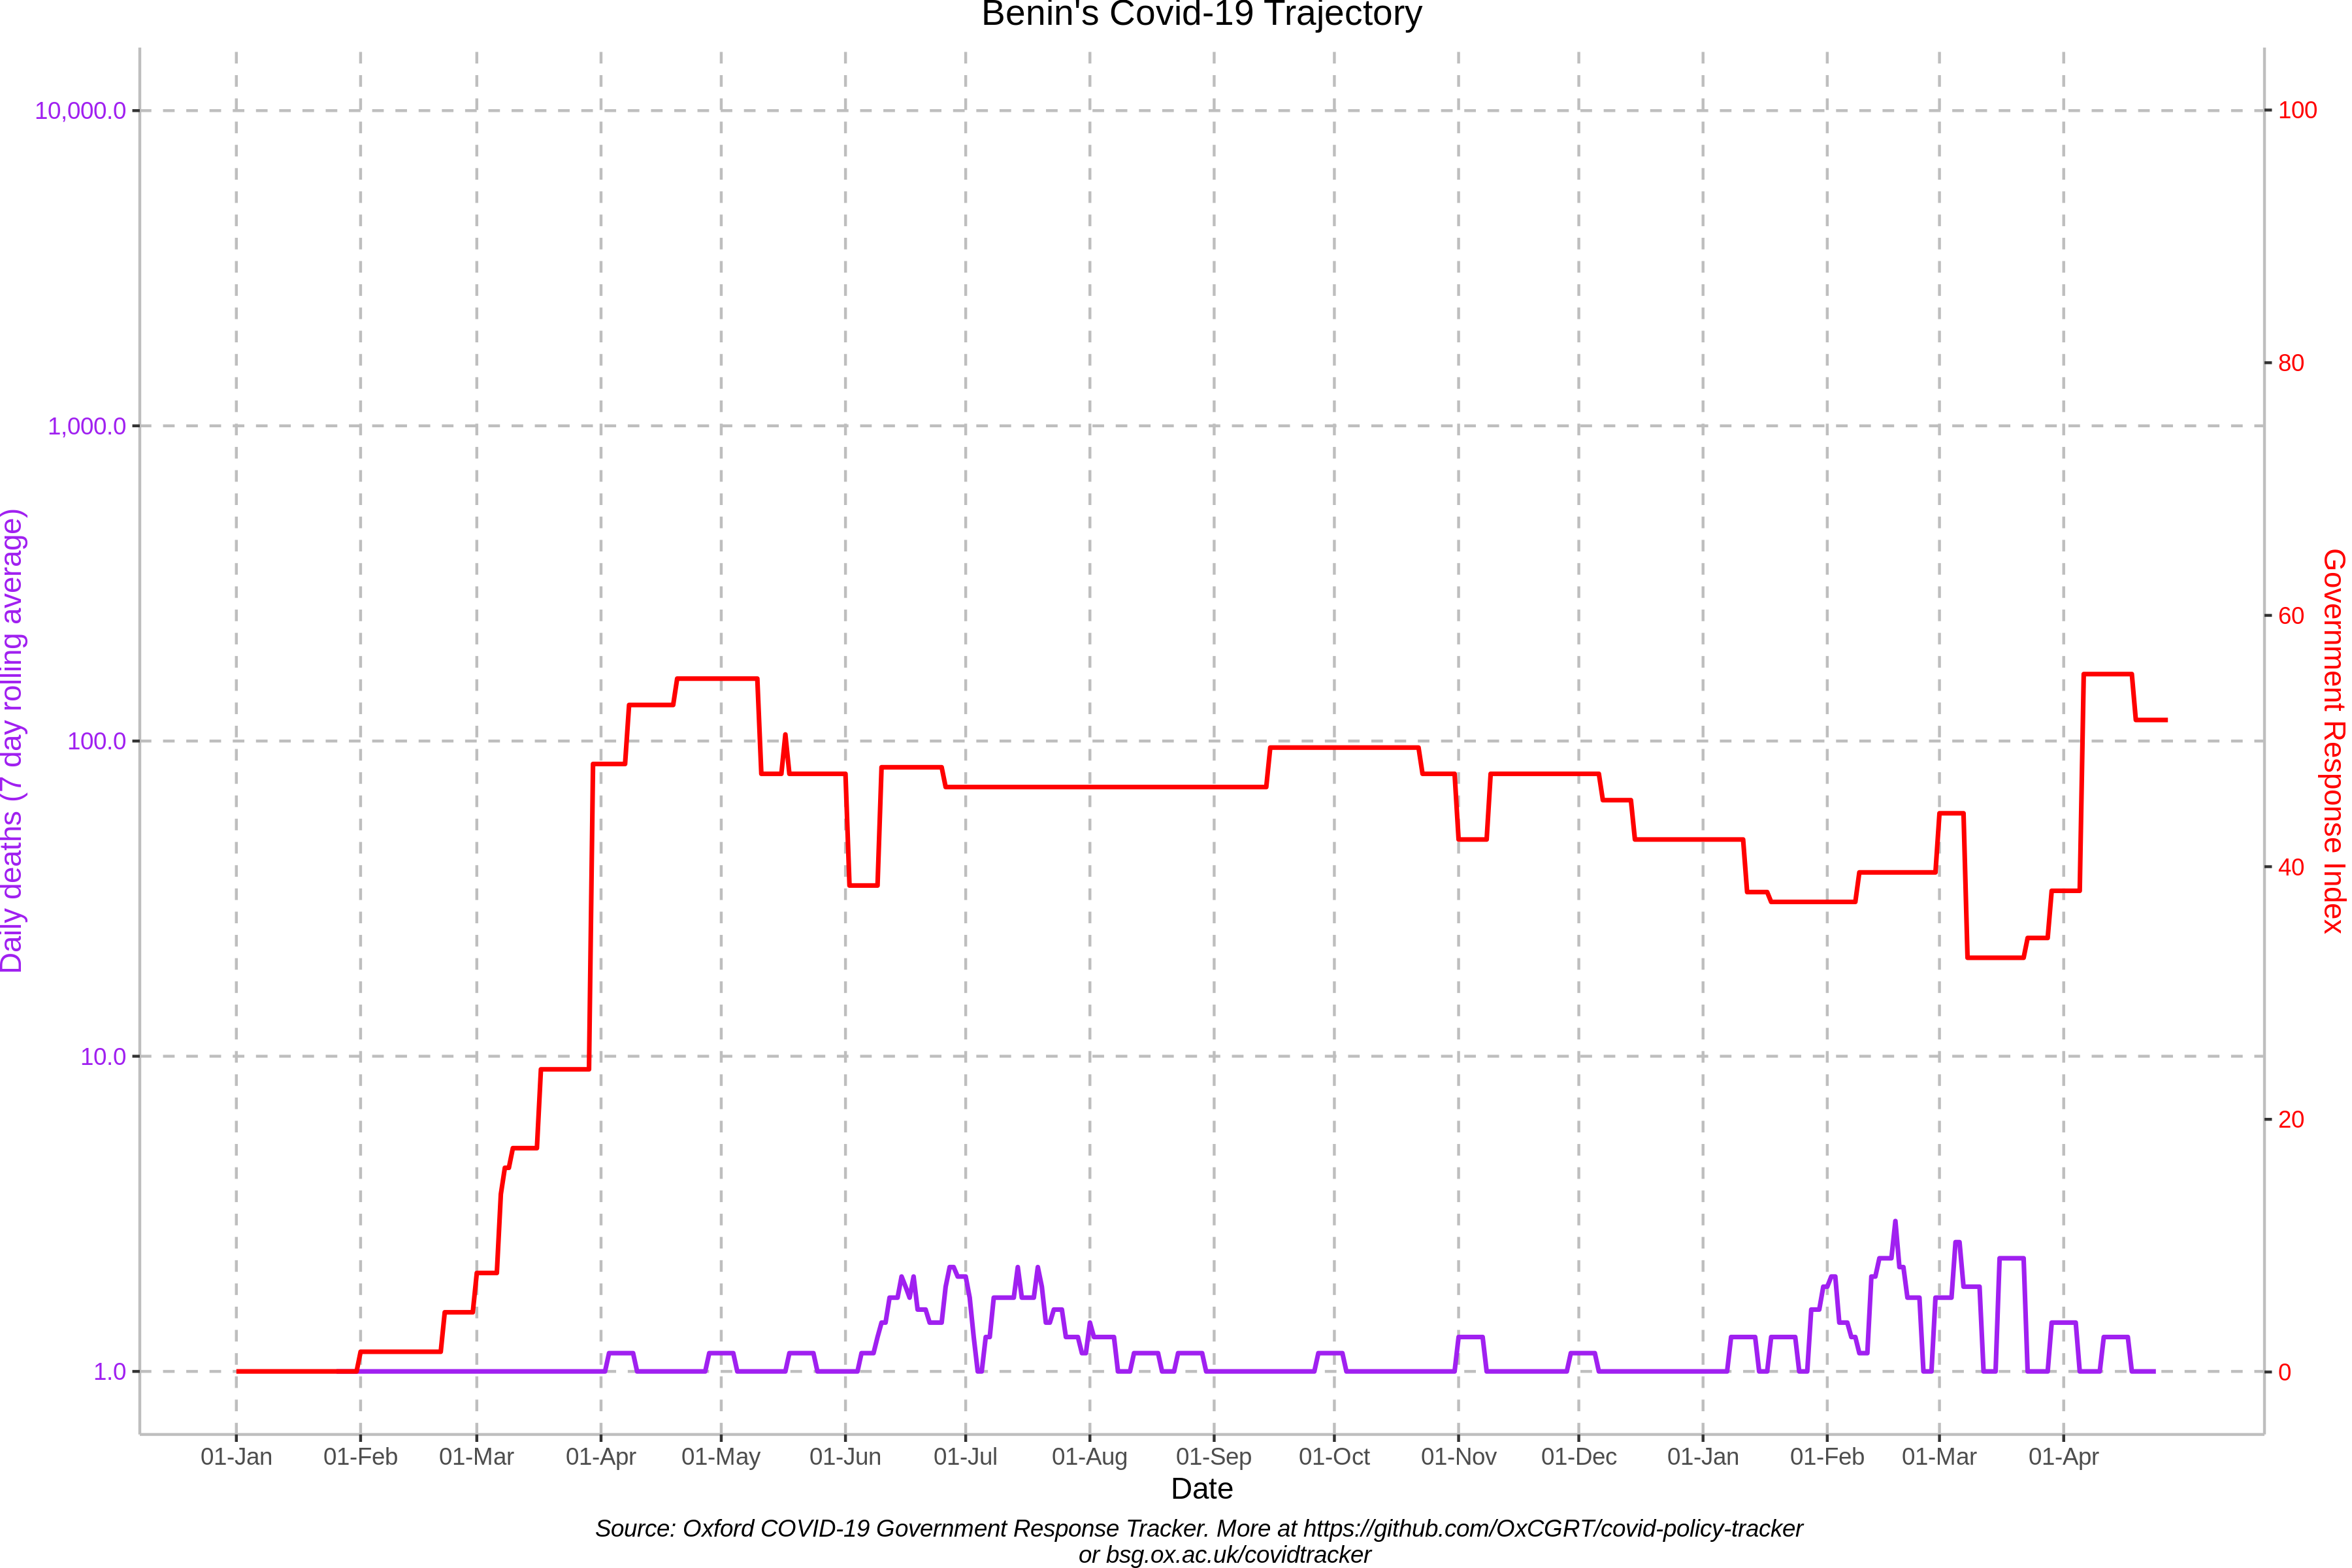 Benin's Covid-19 Trajectory
10,000.0
1,000.0
100.0
10.0
1.0
Daily deaths (7 day rolling average)
100
80
60
40
20
0
Government Response Index
01-Jan 01-Feb 01-Mar 01-Apr 01-May 01-Jun 01-Jul 01-Aug 01-Sep 01-Oct 01-Nov 01-Dec 01-Jan 01-Feb 01-Mar 01-Apr
Date
Source: Oxford COVID-19 Government Response Tracker. More at https://github.com/OxCGRT/covid-policy-tracker
or bsg.ox.ac.uk/covidtracker